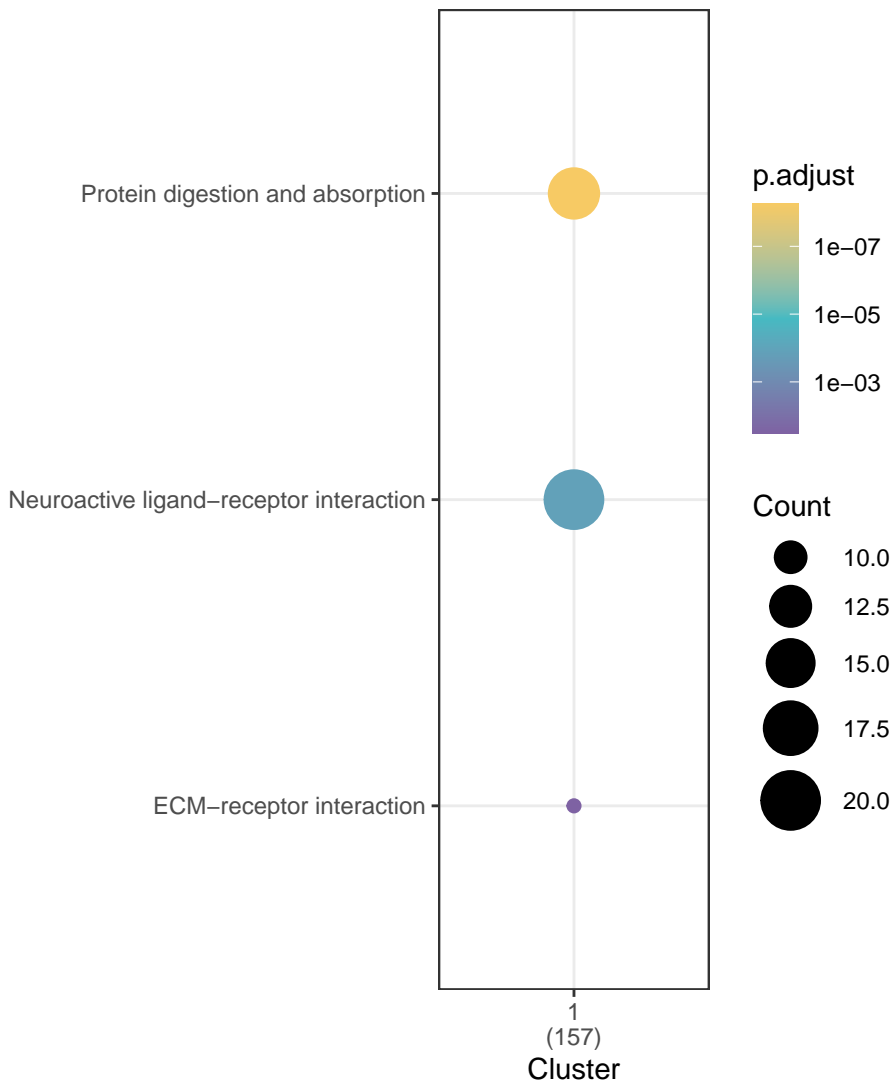 Protein digestion and absorption
Neuroactive ligand−receptor interaction
ECM−receptor interaction
1
(157)
Cluster
p.adjust
1e−07
1e−05
1e−03
Count
10.0
12.5
15.0
17.5
20.0